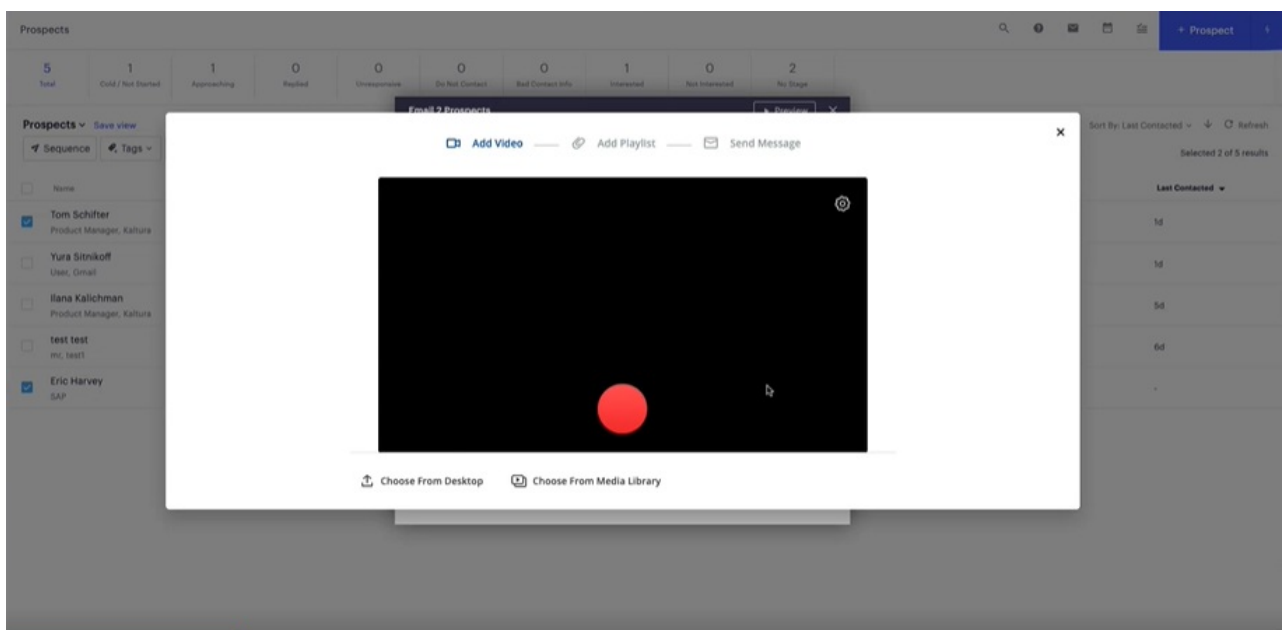 Prospects
+ Prospect
5 1 1 0 0 0 0 1 0 2
Total Cold / Not Started Approaching Replied Unresponsive Do Not Contact Bad Contact Info Interested Not Interested No Stage
Email 2 Prospects Preview
Prospects Save view
Sort By: Last Contacted Refresh
Add Video Add Playlist Send Message
Sequence Tags
Selected 2 of 5 results
Name Last Contacted
Tom Schifter
Product Manager, Kaltura
1d
Yura Sitnikoff
User, Gmail
1d
Ilana Kalichman
Product Manager, Kaltura
5d
test test
mr, test1
6d
Eric Harvey
SAP
-
Choose From Desktop Choose From Media Library